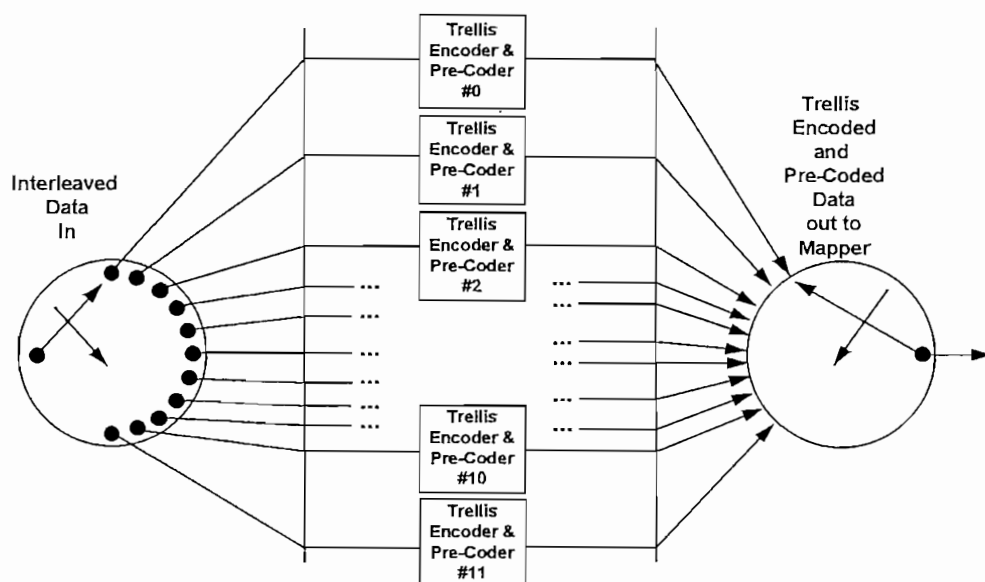 Trellis
Encoder &
Pre-Coder
#0
Trellis
Encoder &
Pre-Coder
#1
Trellis
Encoder &
Pre-Coder
#2
Interleaved
Data
In
Trellis
Encoded
and
Pre-Coded
Data
out to
Mapper
... ...
...
... ...
... ...
...
... ...
... ...
Trellis
Encoder &
Pre-Coder
#10
Trellis
Encoder &
Pre-Coder
#11